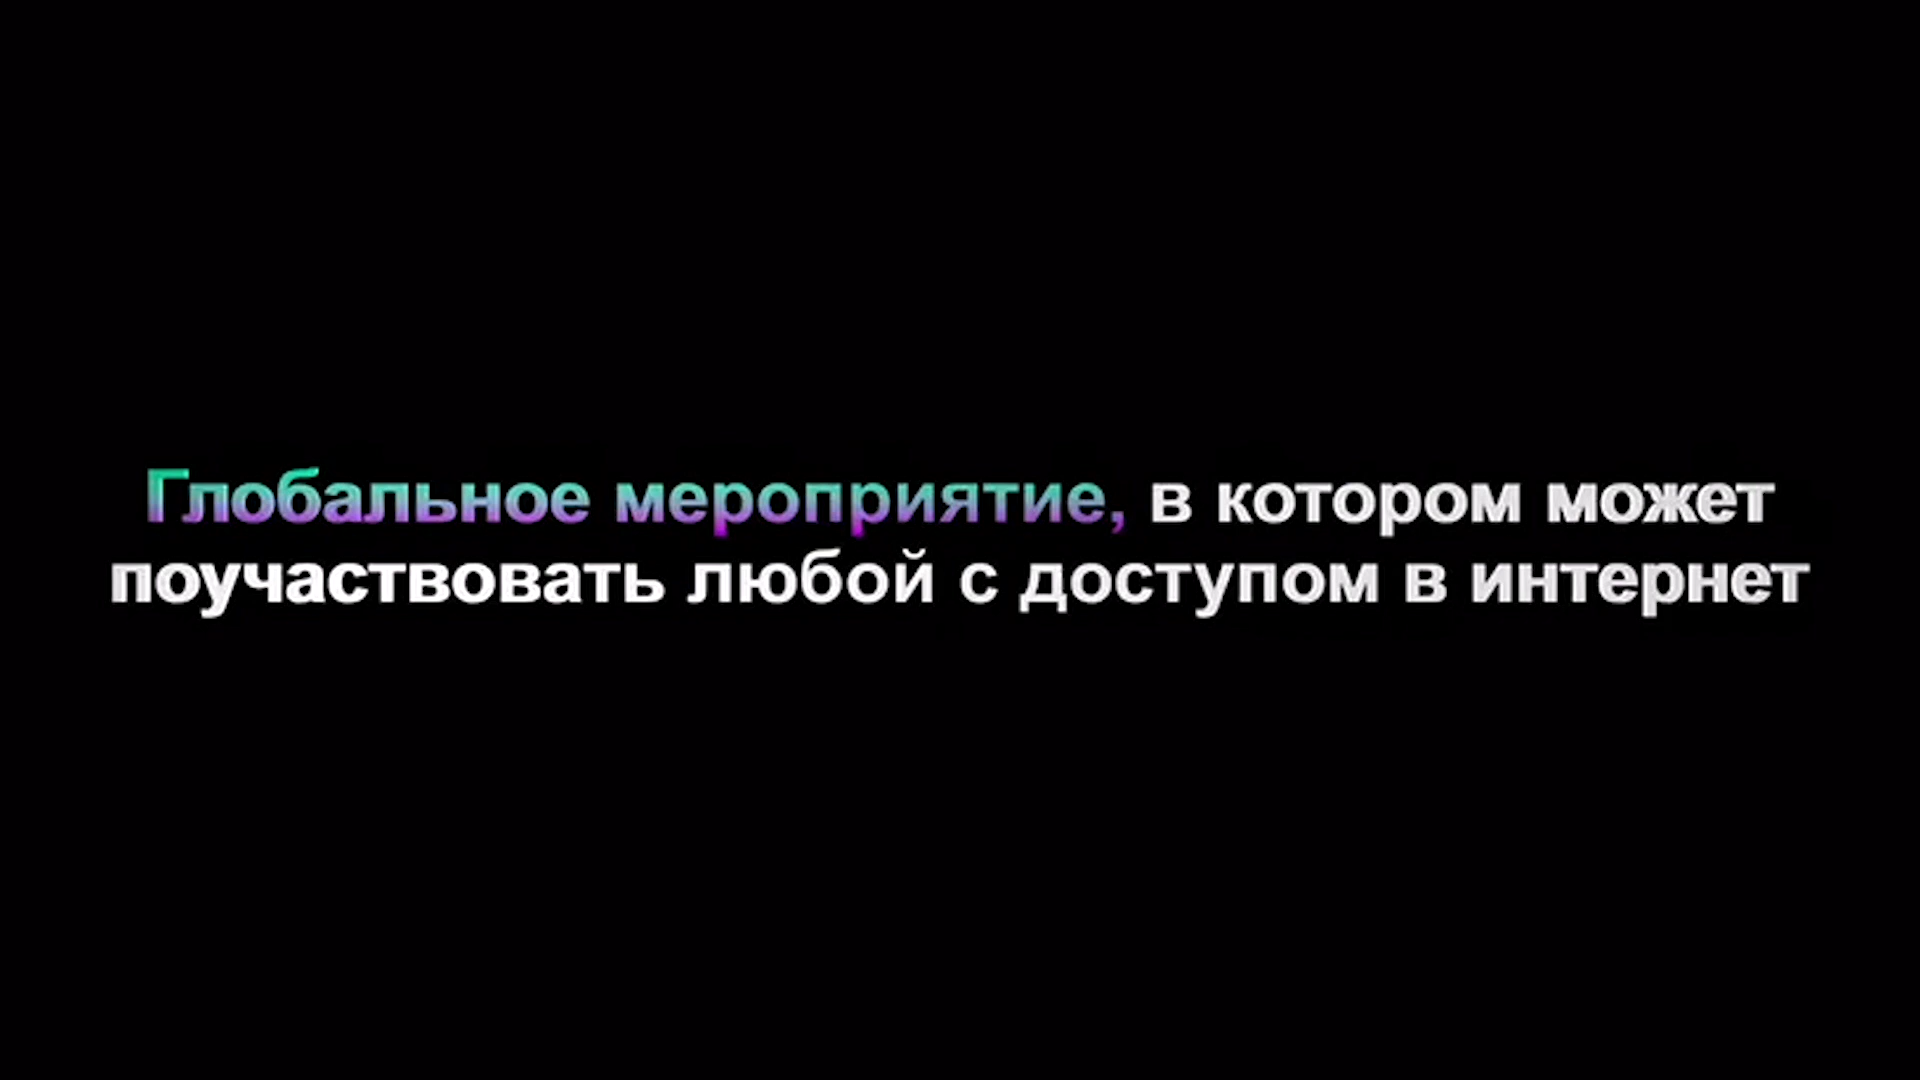 Глобальное мероприятие, в котором может
поучаствовать любой с доступом в интернет